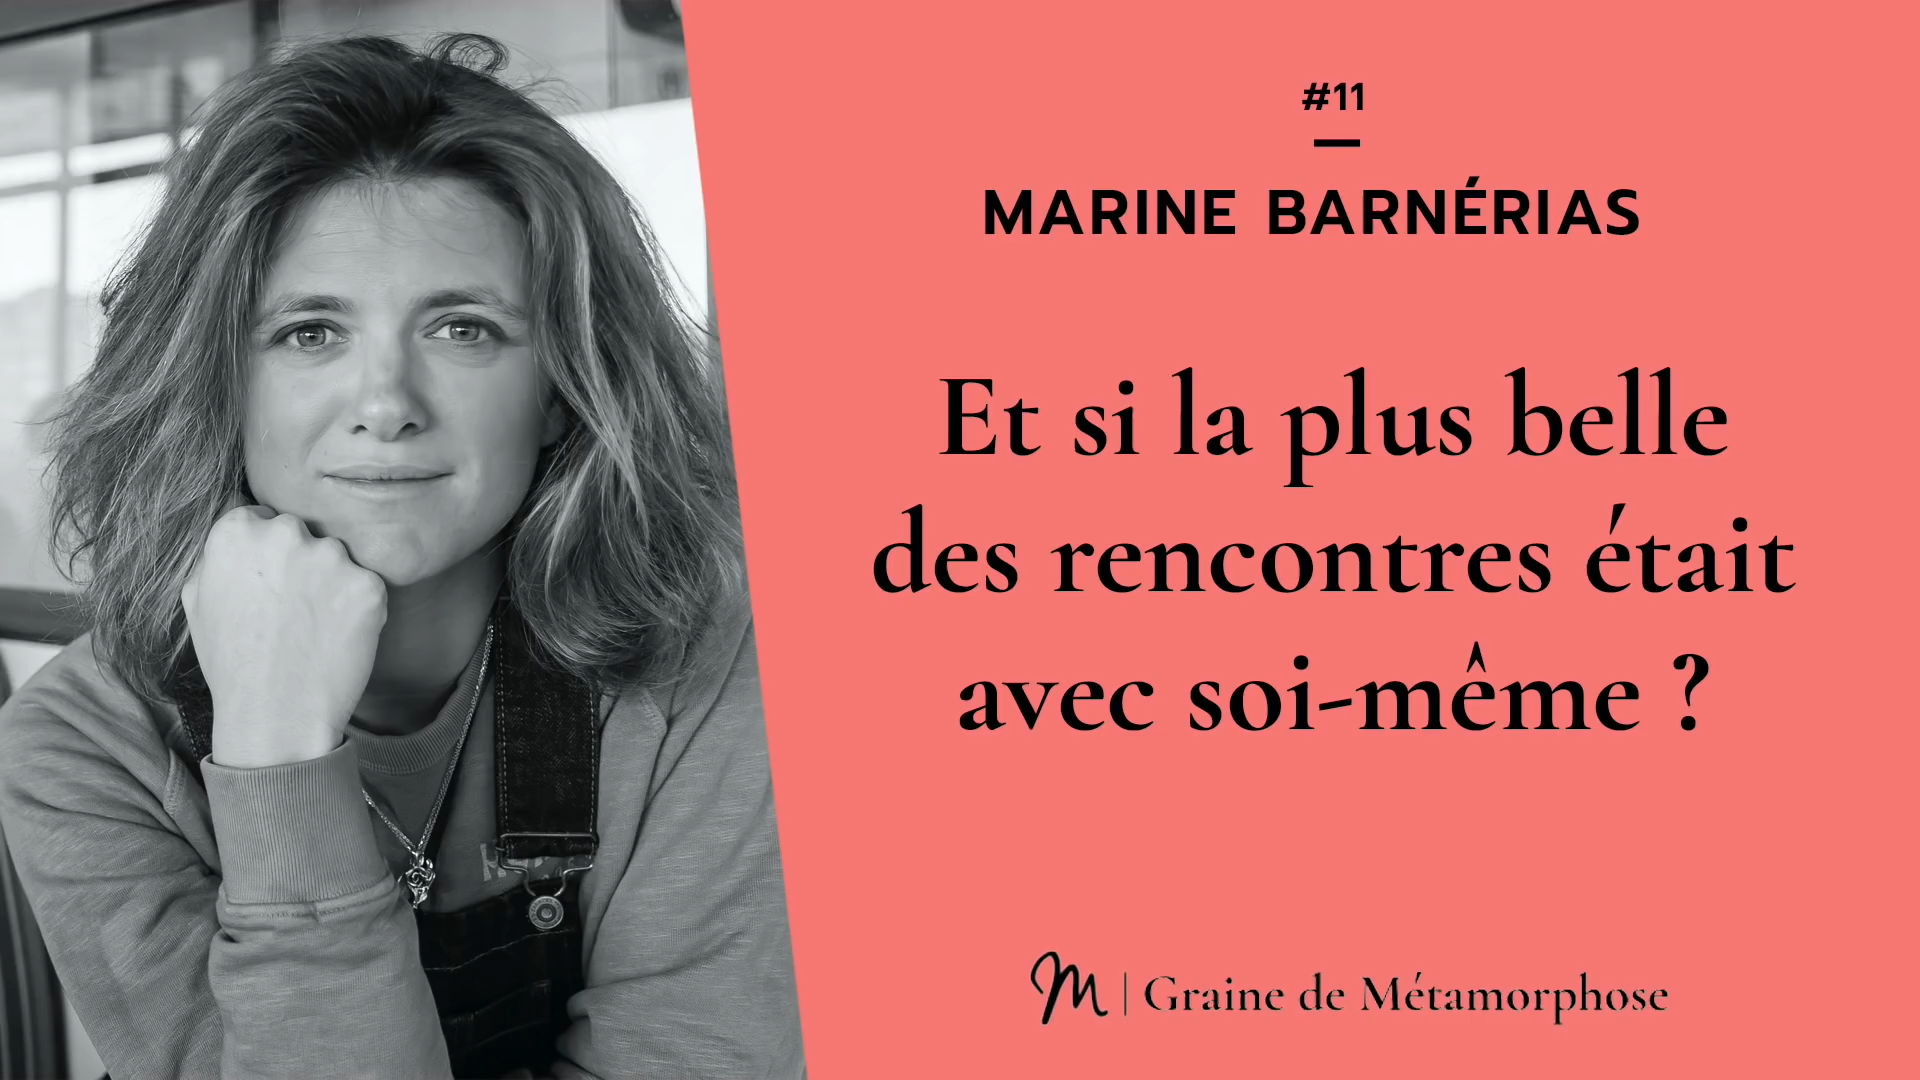 #11
MARINE BARNÉRIAS
Et si la plus belle
des rencontres était
avec soi-même ?
M | Graine de Métamorphose